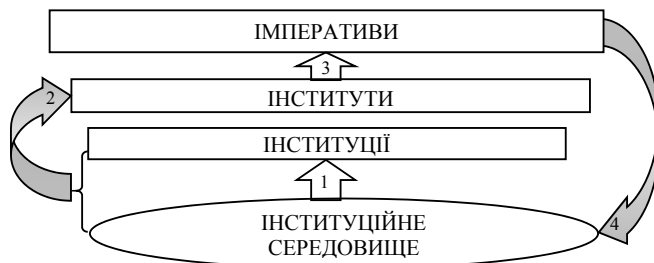 ІМПЕРАТИВИ
3
2
ІНСТИТУТИ
ІНСТИТУЦІЇ
1
ІНСТИТУЦІЙНЕ
СЕРЕДОВИЩЕ
4